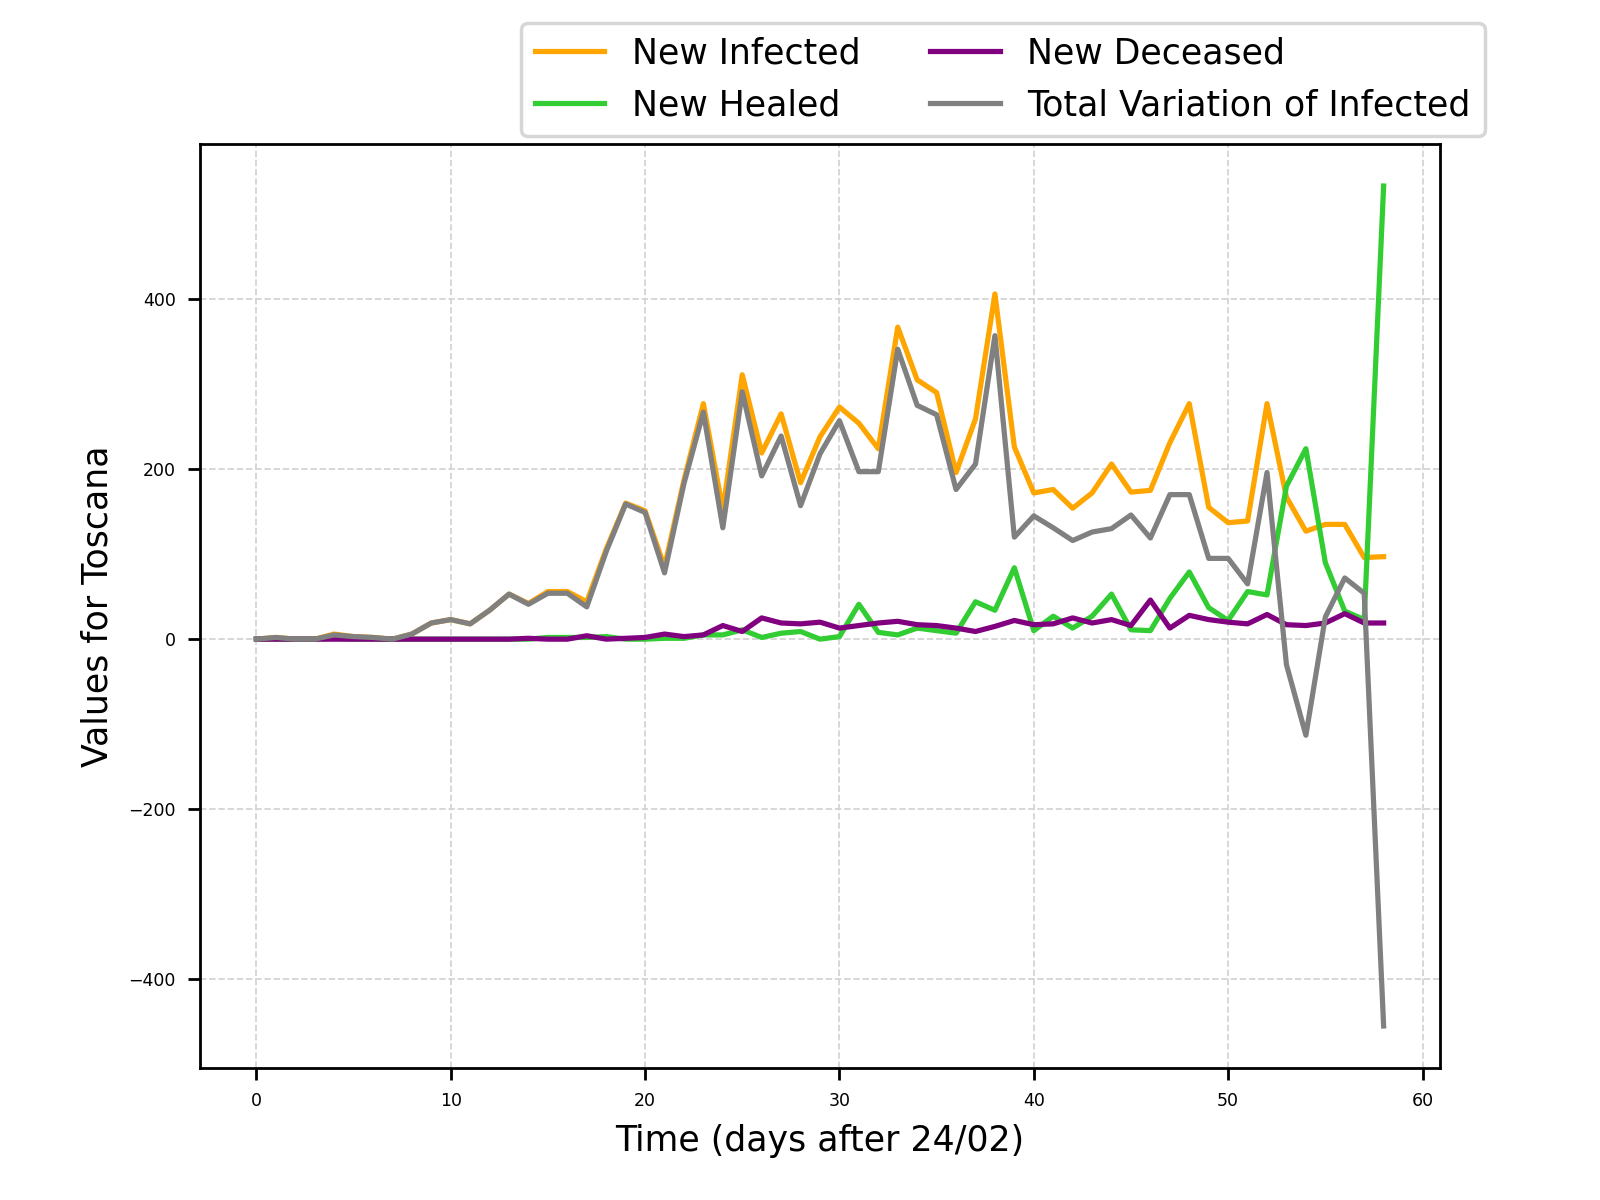 New Infected
New Healed
New Deceased
Total Variation of Infected
Values for Toscana
400
200
0
−200
−400
0 10 20 30 40 50 60
Time (days after 24/02)